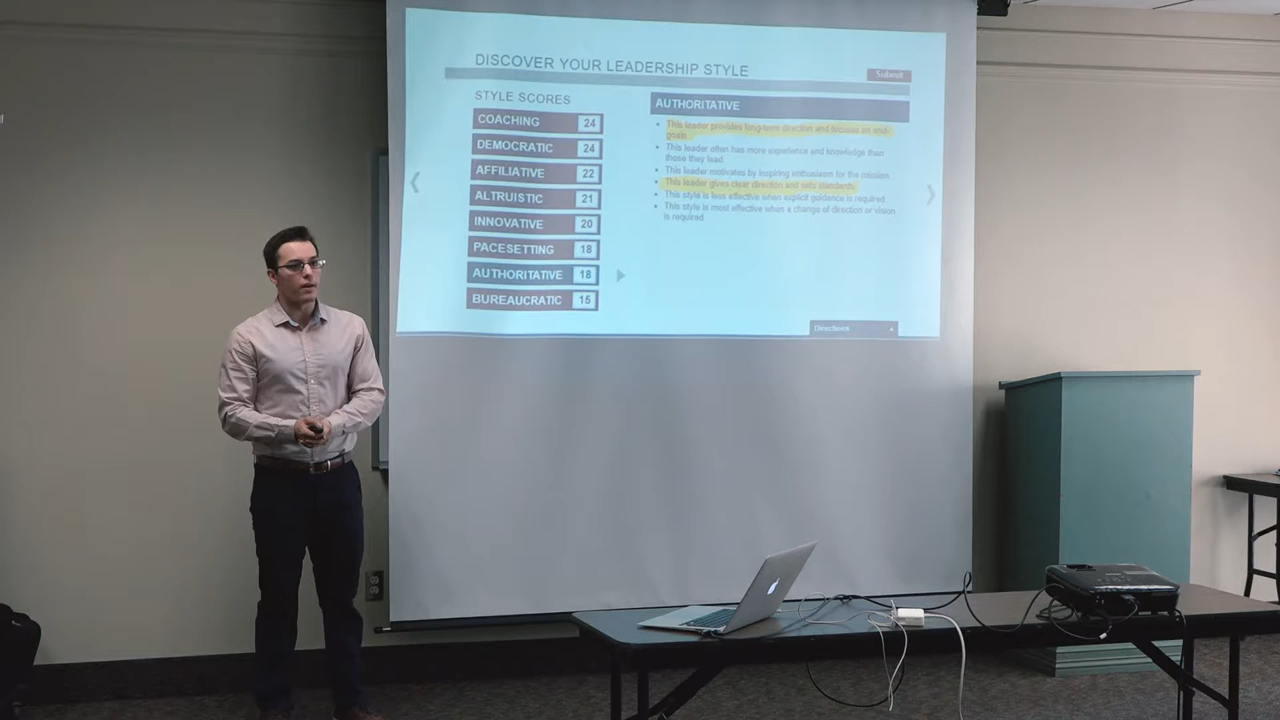 DISCOVER YOUR LEADERSHIP STYLE
Submit
STYLE SCORES
COACHING 24
DEMOCRATIC 24
AFFILIATIVE 22
ALTRUISTIC 21
INNOVATIVE 20
PACESETTING 18
AUTHORITATIVE 18
BUREAUCRATIC 15
AUTHORITATIVE
• This leader provides long-term direction and focuses on end-
goals
• This leader often has more experience and knowledge than
those they lead
• This leader motivates by inspiring enthusiasm for the mission
• This leader gives clear direction and sets standards
• This style is less effective when explicit guidance is required
• This style is most effective when a change of direction or vision
is required
Directions